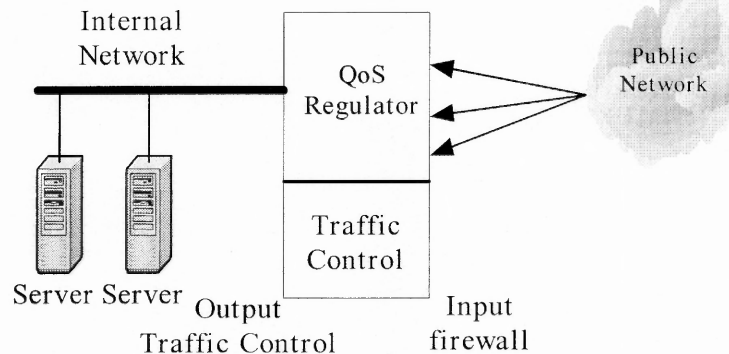 Internal
Network
QoS
Regulator
Public
Network
Traffic
Control
Server Server
Output
Traffic Control
Input
firewall